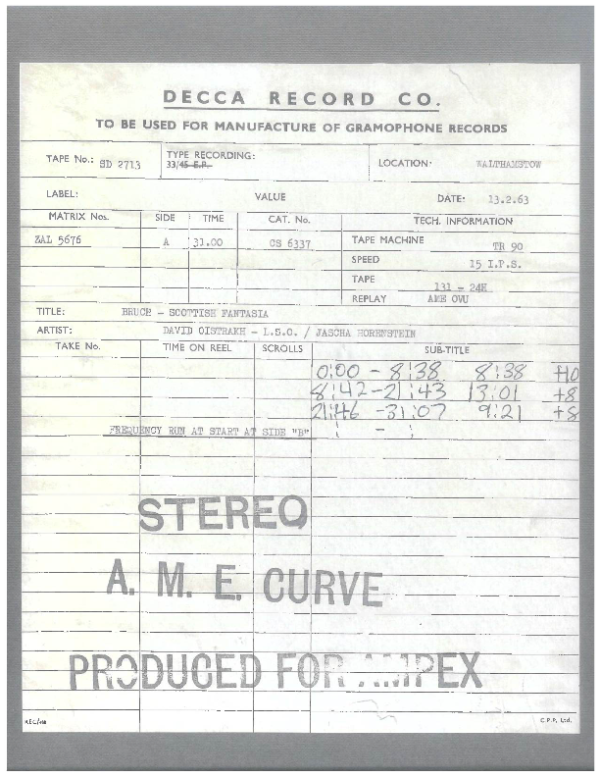 DECCA RECORD CO.
TO BE USED FOR MANUFACTURE OF GRAMOPHONE RECORDS
TAPE No.: SD 2713 TYPE RECORDING: 33/45 E.P. LOCATION· WALTHAMSTOW
LABEL: VALUE DATE: 13.2.63
MATRIX Nos. SIDE TIME CAT. No. TECH. INFORMATION
ZAL 5676 A 31.00 CS 6337 TAPE MACHINE TR 90
SPEED 15 I.P.S.
TAPE 131 - 24H
REPLAY AME OVU
TITLE: BRUCH - SCOTTISH FANTASIA
ARTIST: DAVID OISTRAKH - L.S.O. / JASCHA HORENSTEIN
TAKE No. TIME ON REEL SCROLLS SUB-TITLE
0:00 - 8:38 8:38 +10
8:42 - 21:43 13:01 +8
21:46 - 31:07 9:21 +8
FREQUENCY RUN AT START AT SIDE "B" : - :
STEREO
A. M. E. CURVE
PRODUCED FOR AMPEX
C.P.P. Ltd.